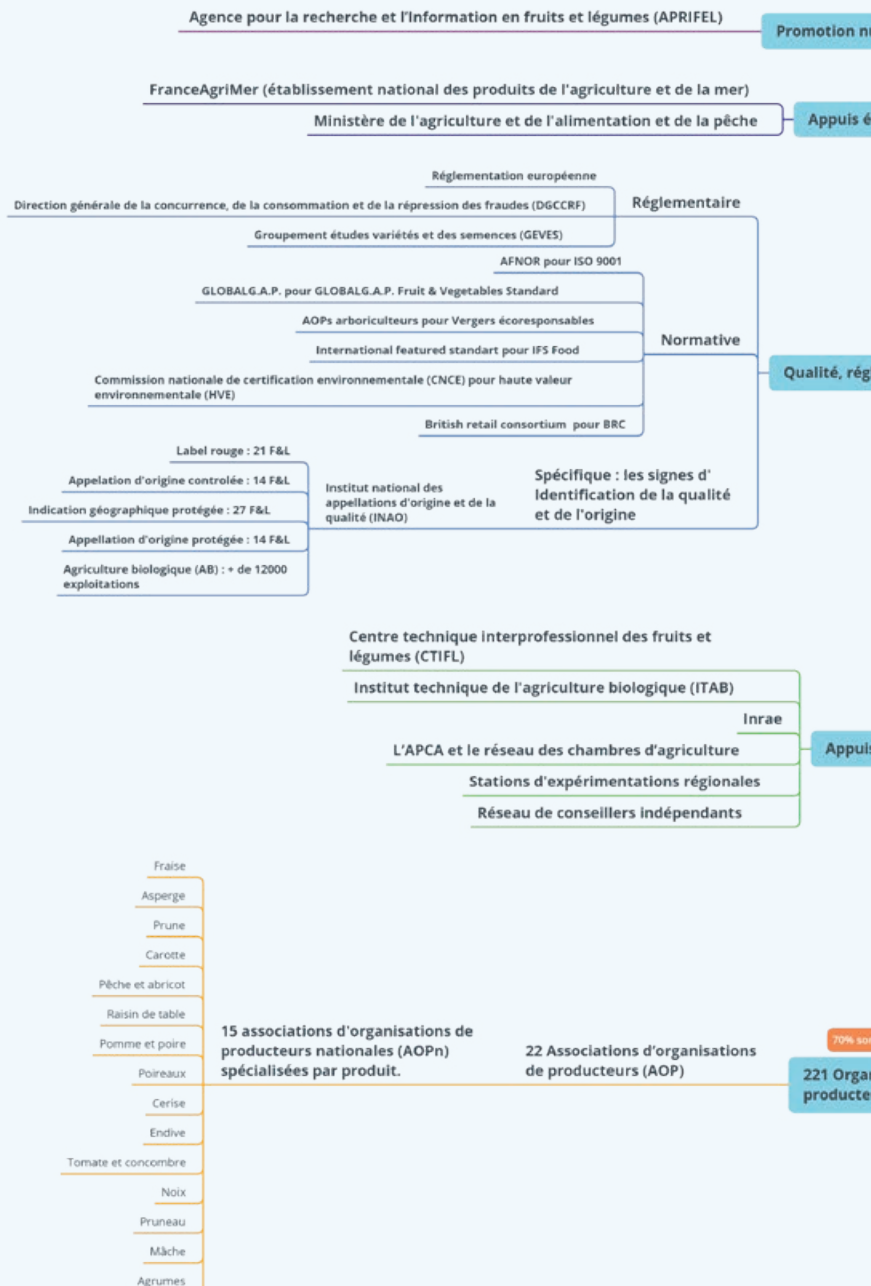 Agence pour la recherche et l'Information en fruits et légumes (APRIFEL)
Promotion
FranceAgriMer (établissement national des produits de l'agriculture et de la mer)
Ministère de l'agriculture et de l'alimentation et de la pêche
Appuis
Réglementation européenne
Direction générale de la concurrence, de la consommation et de la répression des fraudes (DGCCRF)
Groupement études variétés et des semences (GEVES)
Réglementaire
AFNOR pour ISO 9001
GLOBALG.A.P. pour GLOBALG.A.P. Fruit & Vegetables Standard
AOPs arboriculteurs pour Vergers écoresponsables
International featured standart pour IFS Food
Commission nationale de certification environnementale (CNCE) pour haute valeur
environnementale (HVE)
British retail consortium pour BRC
Normative
Qualité,
Label rouge : 21 F&L
Appelation d'origine controlée : 14 F&L
Indication géographique protégée : 27 F&L
Appellation d'origine protégée : 14 F&L
Agriculture biologique (AB) : + de 12000
exploitations
Institut national des
appellations d'origine et de la
qualité (INAO)
Spécifique : les signes d'
Identification de la qualité
et de l'origine
Centre technique interprofessionnel des fruits et
légumes (CTIFL)
Institut technique de l'agriculture biologique (ITAB)
Inrae
L'APCA et le réseau des chambres d'agriculture
Stations d'expérimentations régionales
Réseau de conseillers indépendants
Appuis
Fraise
Asperge
Prune
Carotte
Pêche et abricot
Raisin de table
Pomme et poire
Poireaux
Cerise
Endive
Tomate et concombre
Noix
Pruneau
Mâche
Agrumes
15 associations d'organisations de
producteurs nationales (AOPn)
spécialisées par produit.
22 Associations d'organisations
de producteurs (AOP)
70%
221